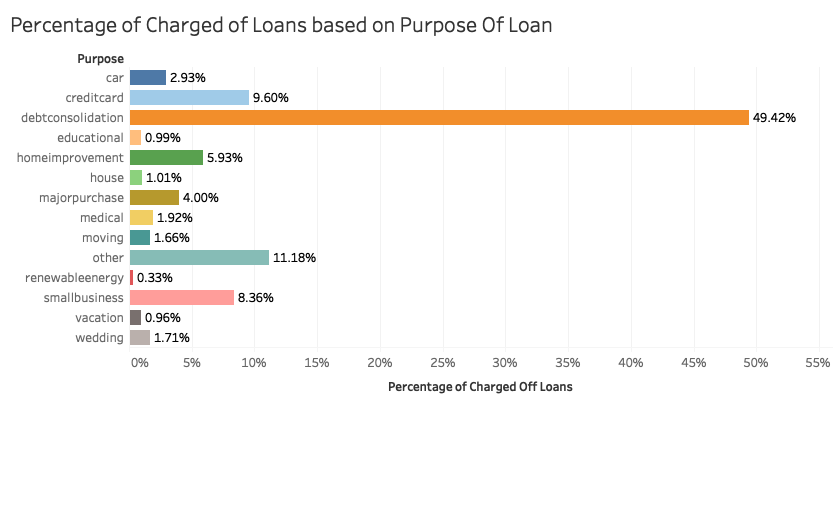 Percentage of Charged of Loans based on Purpose Of Loan
Purpose
car 2.93%
creditcard 9.60%
debtconsolidation 49.42%
educational 0.99%
homeimprovement 5.93%
house 1.01%
majorpurchase 4.00%
medical 1.92%
moving 1.66%
other 11.18%
renewableenergy 0.33%
smallbusiness 8.36%
vacation 0.96%
wedding 1.71%
0% 5% 10% 15% 20% 25% 30% 35% 40% 45% 50% 55%
Percentage of Charged Off Loans